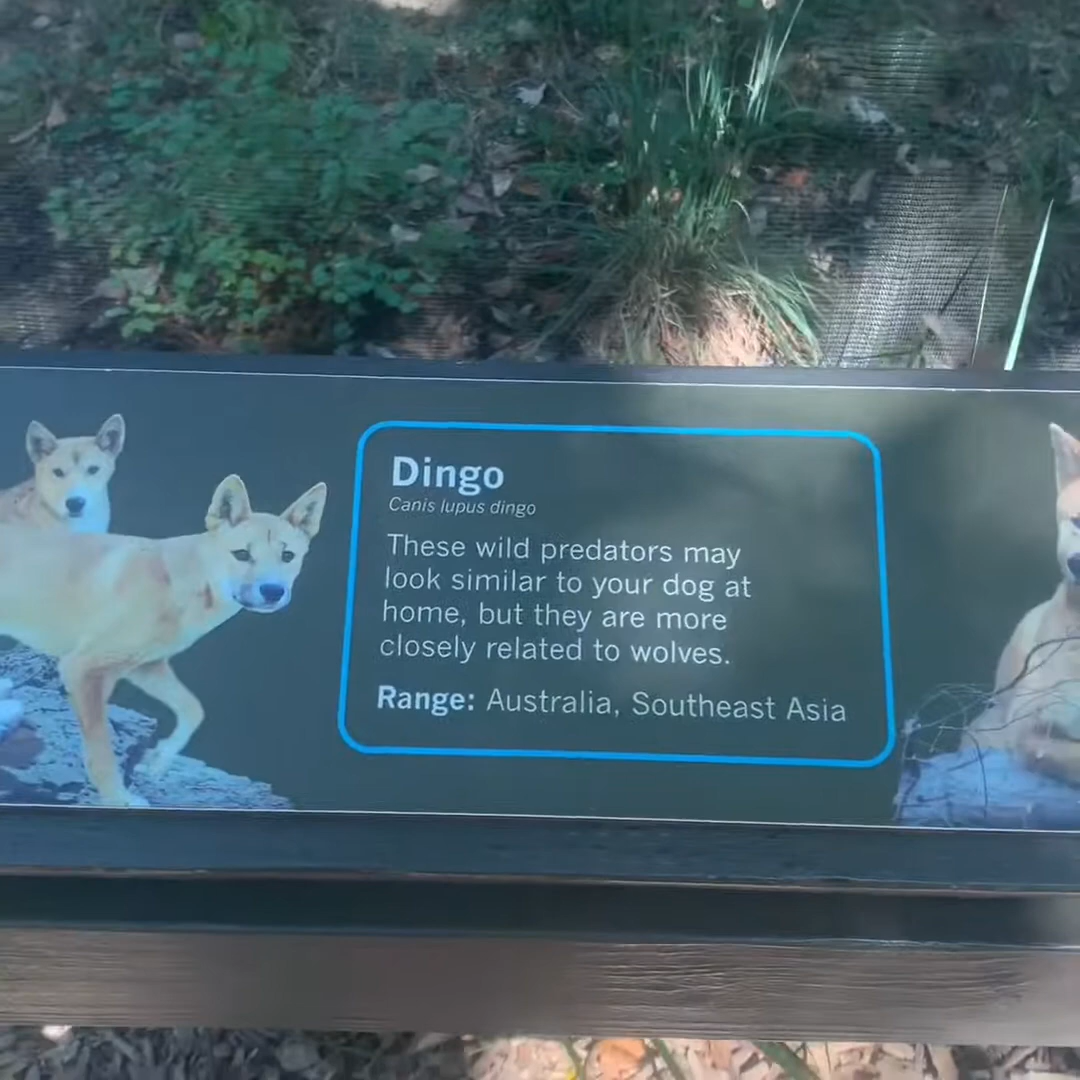 Dingo
Canis lupus dingo
These wild predators may
look similar to your dog at
home, but they are more
closely related to wolves.
Range: Australia, Southeast Asia